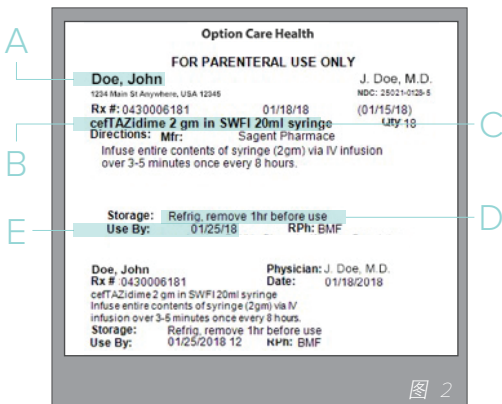 Option Care Health
FOR PARENTERAL USE ONLY
A
Doe, John J. Doe, M.D.
1234 Main St Anywhere, USA 12345 NDC: 25021-0128-5
Rx #: 0430006181 01/18/18 (01/15/18)
B cefTAZidime 2 gm in SWFI 20ml syringe Qty 18 C
Directions: Mfr: Sagent Pharmace
Infuse entire contents of syringe (2gm) via IV infusion
over 3-5 minutes once every 8 hours.
Storage: Refrig, remove 1hr before use D
E Use By: 01/25/18 RPh: BMF
Doe, John Physician: J. Doe, M.D.
Rx # :0430006181 Date: 01/18/2018
cefTAZidime 2 gm in SWFI 20ml syringe
Infuse entire contents of syringe (2gm) via IV
infusion over 3-5 minutes once every 8 hours.
Storage: Refrig, remove 1hr before use
Use By: 01/25/2018 12 RPh: BMF
图 2